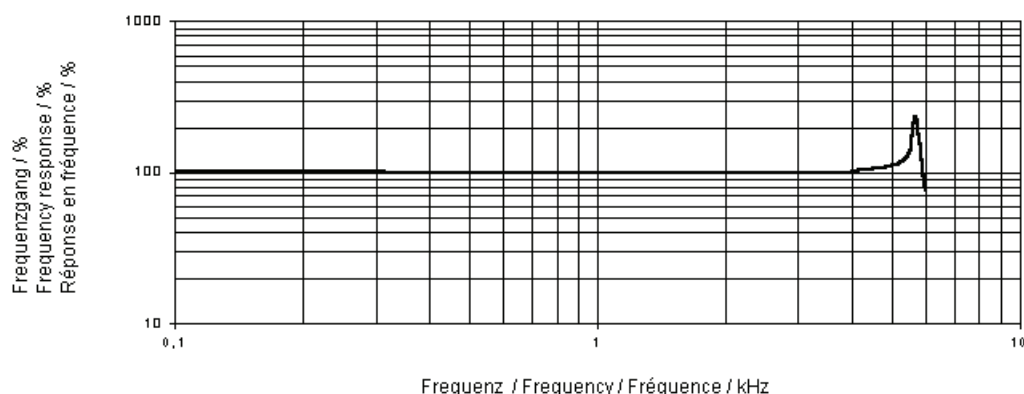 1000
100
10
0,1
1
10
Frequenzgang / %
Frequency response / %
Réponse en fréquence / %
Frequenz / Frequency / Fréquence / kHz